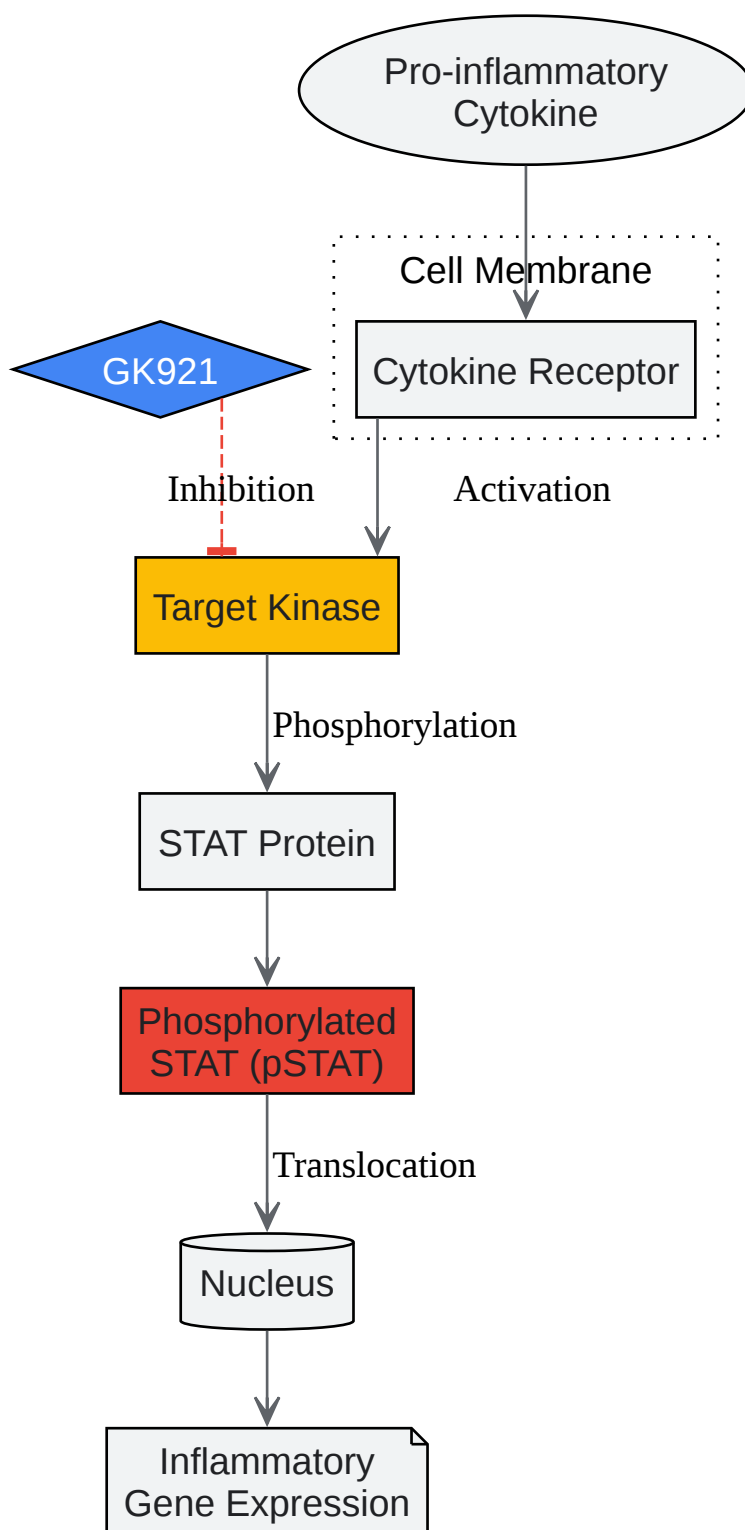 Pro-inflammatory
Cytokine
Cell Membrane
GK921
Cytokine Receptor
Inhibition
Activation
Target Kinase
Phosphorylation
STAT Protein
Phosphorylated
STAT (pSTAT)
Translocation
Nucleus
Inflammatory
Gene Expression